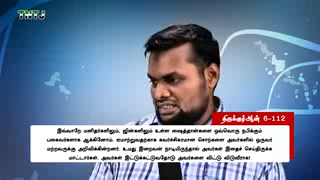 TNTJ
திருக்குர்ஆன் 6-112
இவ்வாறே மனிதர்களிலும், ஜின்களிலும் உள்ள ஷைத்தான்களை ஒவ்வொரு நபிக்கும்
பகைவர்களாக ஆக்கினோம். ஏமாற்றுவதற்காக கவர்ச்சிகரமான சொற்களை அவர்களில் ஒருவர்
மற்றவருக்கு அறிவிக்கின்றனர். உமது இறைவன் நாடியிருந்தால் அவர்கள் இதைச் செய்திருக்க
மாட்டார்கள். அவர்கள் இட்டுக்கட்டுவதோடு அவர்களை விட்டு விடுவீராக!